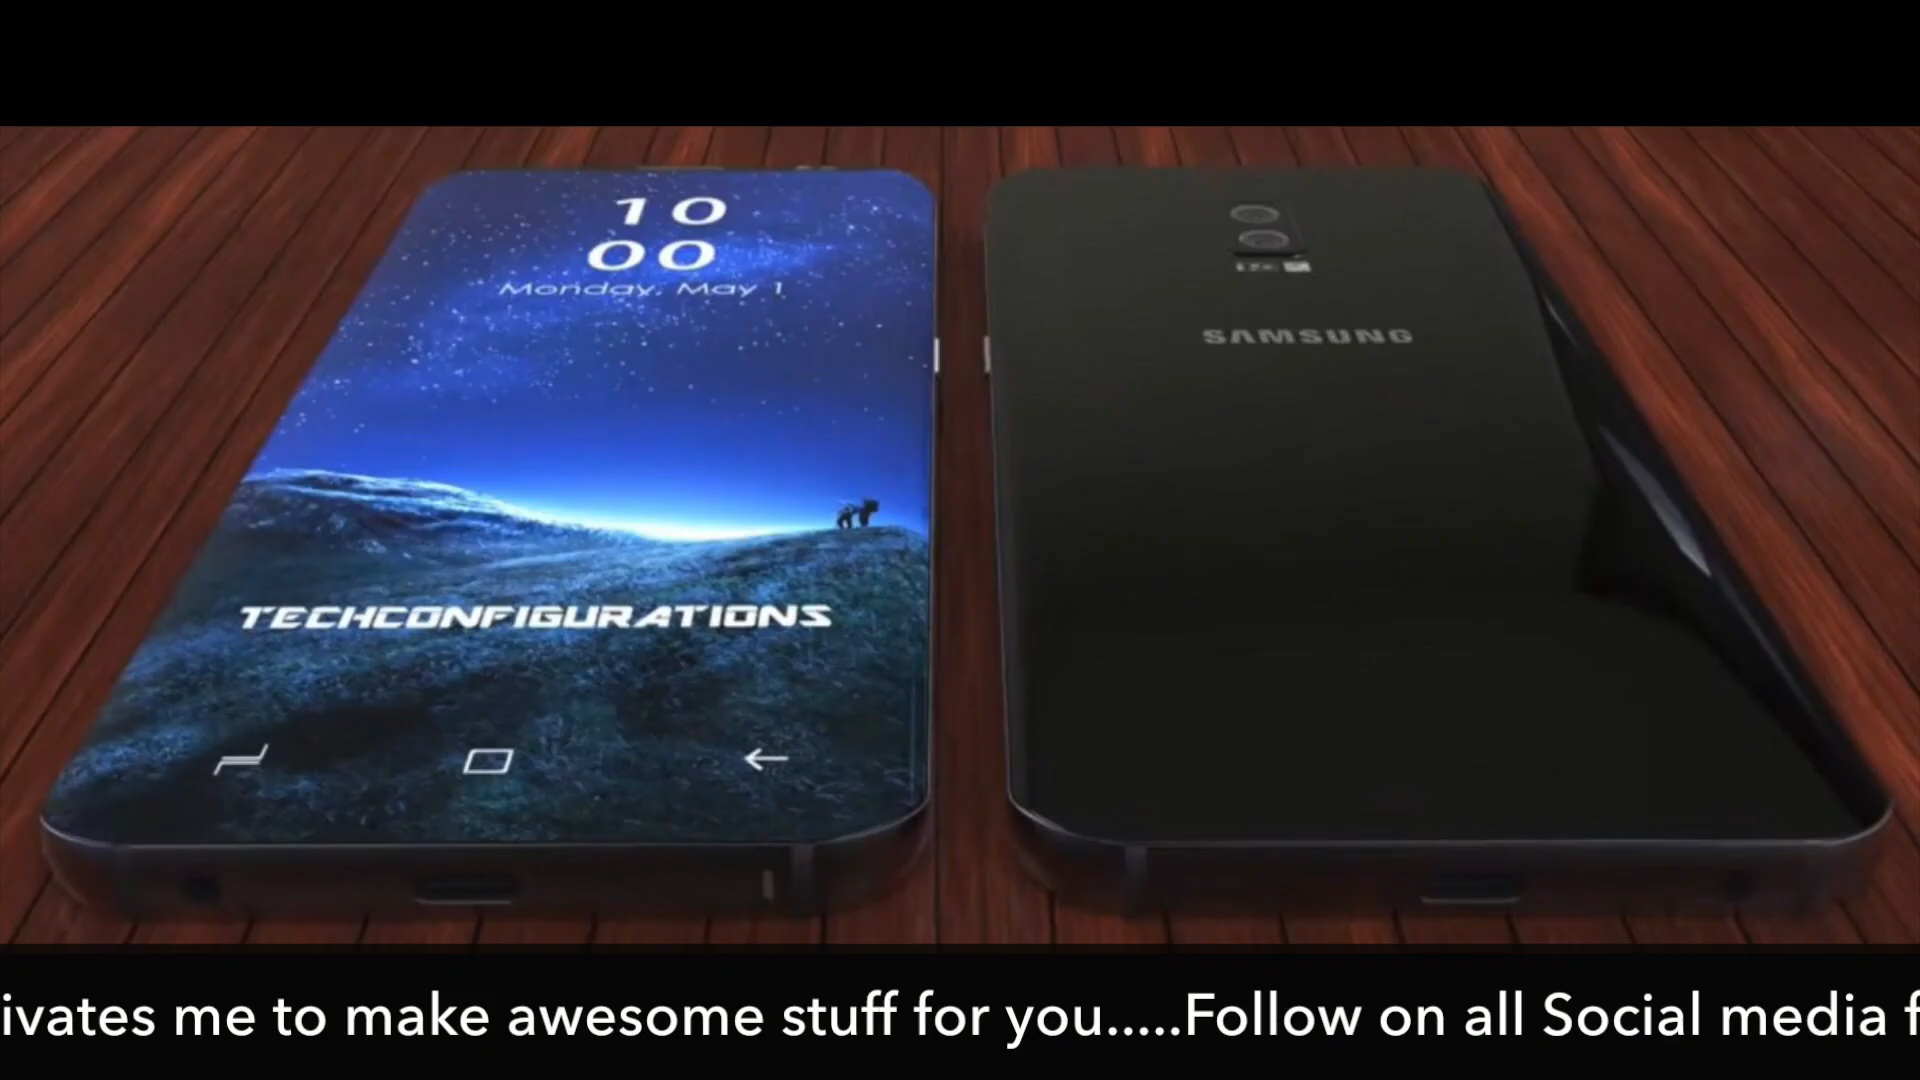 10
00
Monday, May 1
SAMSUNG
TECHCONFIGURATIONS
ivates me to make awesome stuff for you.....Follow on all Social media f